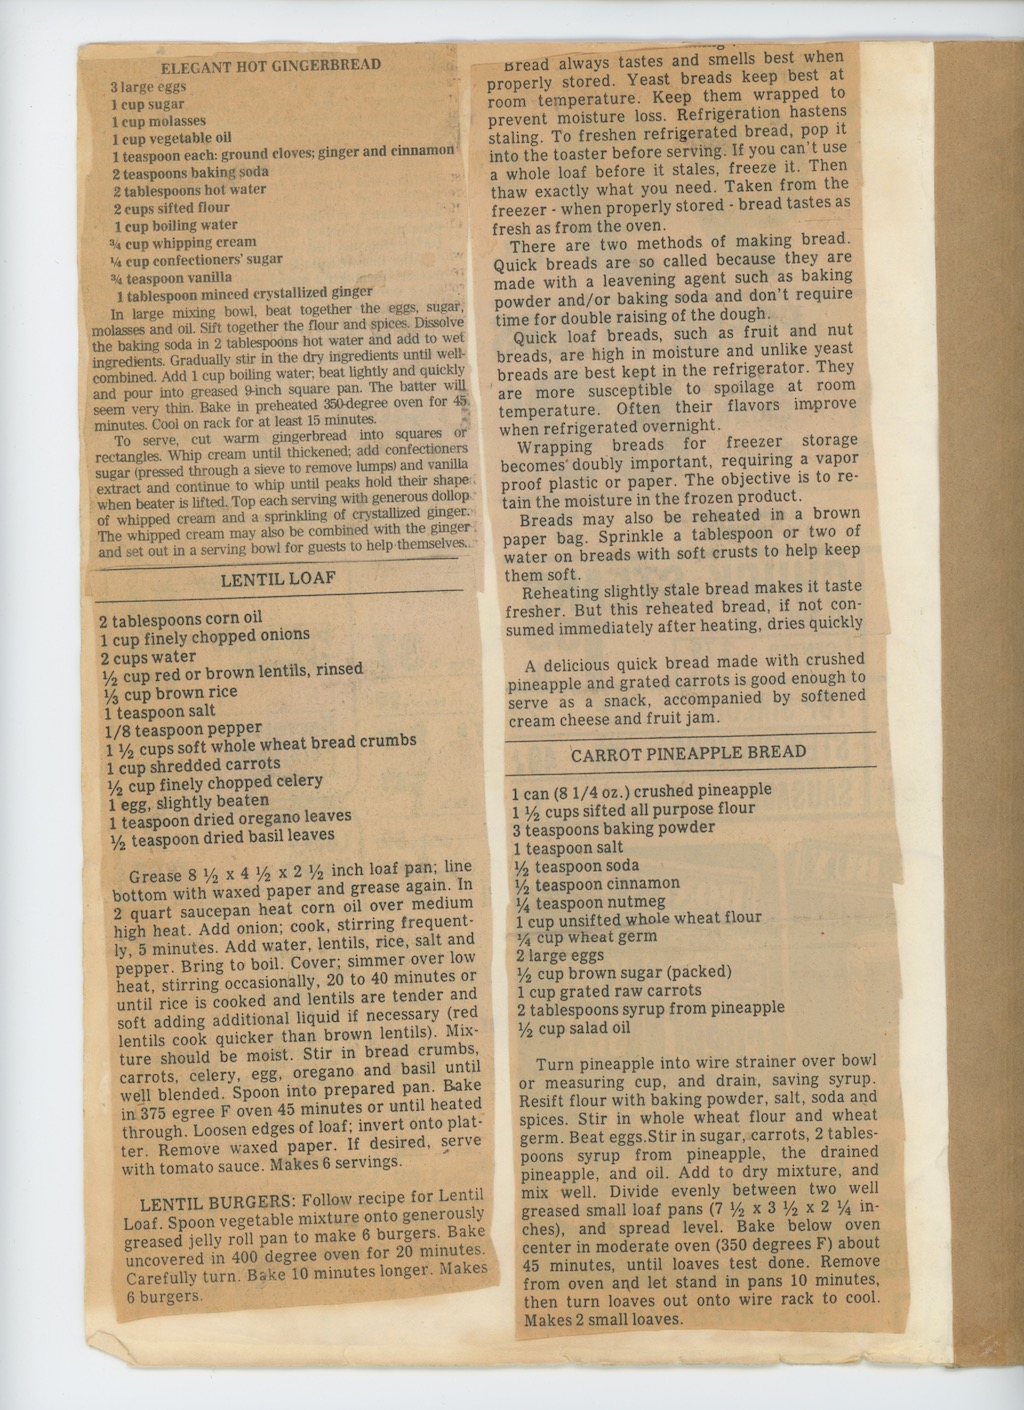 ELEGANT HOT GINGERBREAD
3 large eggs
1 cup sugar
1 cup molasses
1 cup vegetable oil
1 teaspoon each: ground cloves; ginger and cinnamon
2 teaspoons baking soda
2 tablespoons hot water
2 cups sifted flour
1 cup boiling water
¾ cup whipping cream
¼ cup confectioners' sugar
¾ teaspoon vanilla
1 tablespoon minced crystallized ginger
In large mixing bowl, beat together the eggs, sugar,
molasses and oil. Sift together the flour and spices. Dissolve
the baking soda in 2 tablespoons hot water and add to wet
ingredients. Gradually stir in the dry ingredients until well-
combined. Add 1 cup boiling water; beat lightly and quickly
and pour into greased 9-inch square pan. The batter will
seem very thin. Bake in preheated 350-degree oven for 45
minutes. Cool on rack for at least 15 minutes.
To serve, cut warm gingerbread into squares or
rectangles. Whip cream until thickened; add confectioners
sugar (pressed through a sieve to remove lumps) and vanilla
extract and continue to whip until peaks hold their shape
when beater is lifted. Top each serving with generous dollop
of whipped cream and a sprinkling of crystallized ginger.
The whipped cream may also be combined with the ginger
and set out in a serving bowl for guests to help themselves.
LENTIL LOAF
2 tablespoons corn oil
1 cup finely chopped onions
2 cups water
½ cup red or brown lentils, rinsed
⅓ cup brown rice
1 teaspoon salt
1/8 teaspoon pepper
1 ½ cups soft whole wheat bread crumbs
1 cup shredded carrots
½ cup finely chopped celery
1 egg, slightly beaten
1 teaspoon dried oregano leaves
½ teaspoon dried basil leaves
Grease 8 ½ x 4 ½ x 2 ½ inch loaf pan; line
bottom with waxed paper and grease again. In
2 quart saucepan heat corn oil over medium
high heat. Add onion; cook, stirring frequent-
ly, 5 minutes. Add water, lentils, rice, salt and
pepper. Bring to boil. Cover; simmer over low
heat, stirring occasionally, 20 to 40 minutes or
until rice is cooked and lentils are tender and
soft adding additional liquid if necessary (red
lentils cook quicker than brown lentils). Mix-
ture should be moist. Stir in bread crumbs,
carrots, celery, egg, oregano and basil until
well blended. Spoon into prepared pan. Bake
in 375 egree F oven 45 minutes or until heated
through. Loosen edges of loaf; invert onto plat-
ter. Remove waxed paper. If desired, serve
with tomato sauce. Makes 6 servings.
LENTIL BURGERS: Follow recipe for Lentil
Loaf. Spoon vegetable mixture onto generously
greased jelly roll pan to make 6 burgers. Bake
uncovered in 400 degree oven for 20 minutes.
Carefully turn. Bake 10 minutes longer. Makes
6 burgers.
Bread always tastes and smells best when
properly stored. Yeast breads keep best at
room temperature. Keep them wrapped to
prevent moisture loss. Refrigeration hastens
staling. To freshen refrigerated bread, pop it
into the toaster before serving. If you can't use
a whole loaf before it stales, freeze it. Then
thaw exactly what you need. Taken from the
freezer - when properly stored - bread tastes as
fresh as from the oven.
There are two methods of making bread.
Quick breads are so called because they are
made with a leavening agent such as baking
powder and/or baking soda and don't require
time for double raising of the dough.
Quick loaf breads, such as fruit and nut
breads, are high in moisture and unlike yeast
breads are best kept in the refrigerator. They
are more susceptible to spoilage at room
temperature. Often their flavors improve
when refrigerated overnight.
Wrapping breads for freezer storage
becomes doubly important, requiring a vapor
proof plastic or paper. The objective is to re-
tain the moisture in the frozen product.
Breads may also be reheated in a brown
paper bag. Sprinkle a tablespoon or two of
water on breads with soft crusts to help keep
them soft.
Reheating slightly stale bread makes it taste
fresher. But this reheated bread, if not con-
sumed immediately after heating, dries quickly
A delicious quick bread made with crushed
pineapple and grated carrots is good enough to
serve as a snack, accompanied by softened
cream cheese and fruit jam.
CARROT PINEAPPLE BREAD
1 can (8 1/4 oz.) crushed pineapple
1 ½ cups sifted all purpose flour
3 teaspoons baking powder
1 teaspoon salt
½ teaspoon soda
½ teaspoon cinnamon
¼ teaspoon nutmeg
1 cup unsifted whole wheat flour
¼ cup wheat germ
2 large eggs
½ cup brown sugar (packed)
1 cup grated raw carrots
2 tablespoons syrup from pineapple
½ cup salad oil
Turn pineapple into wire strainer over bowl
or measuring cup, and drain, saving syrup.
Resift flour with baking powder, salt, soda and
spices. Stir in whole wheat flour and wheat
germ. Beat eggs.Stir in sugar, carrots, 2 tables-
poons syrup from pineapple, the drained
pineapple, and oil. Add to dry mixture, and
mix well. Divide evenly between two well
greased small loaf pans (7 ½ x 3 ½ x 2 ¼ in-
ches), and spread level. Bake below oven
center in moderate oven (350 degrees F) about
45 minutes, until loaves test done. Remove
from oven and let stand in pans 10 minutes,
then turn loaves out onto wire rack to cool.
Makes 2 small loaves.